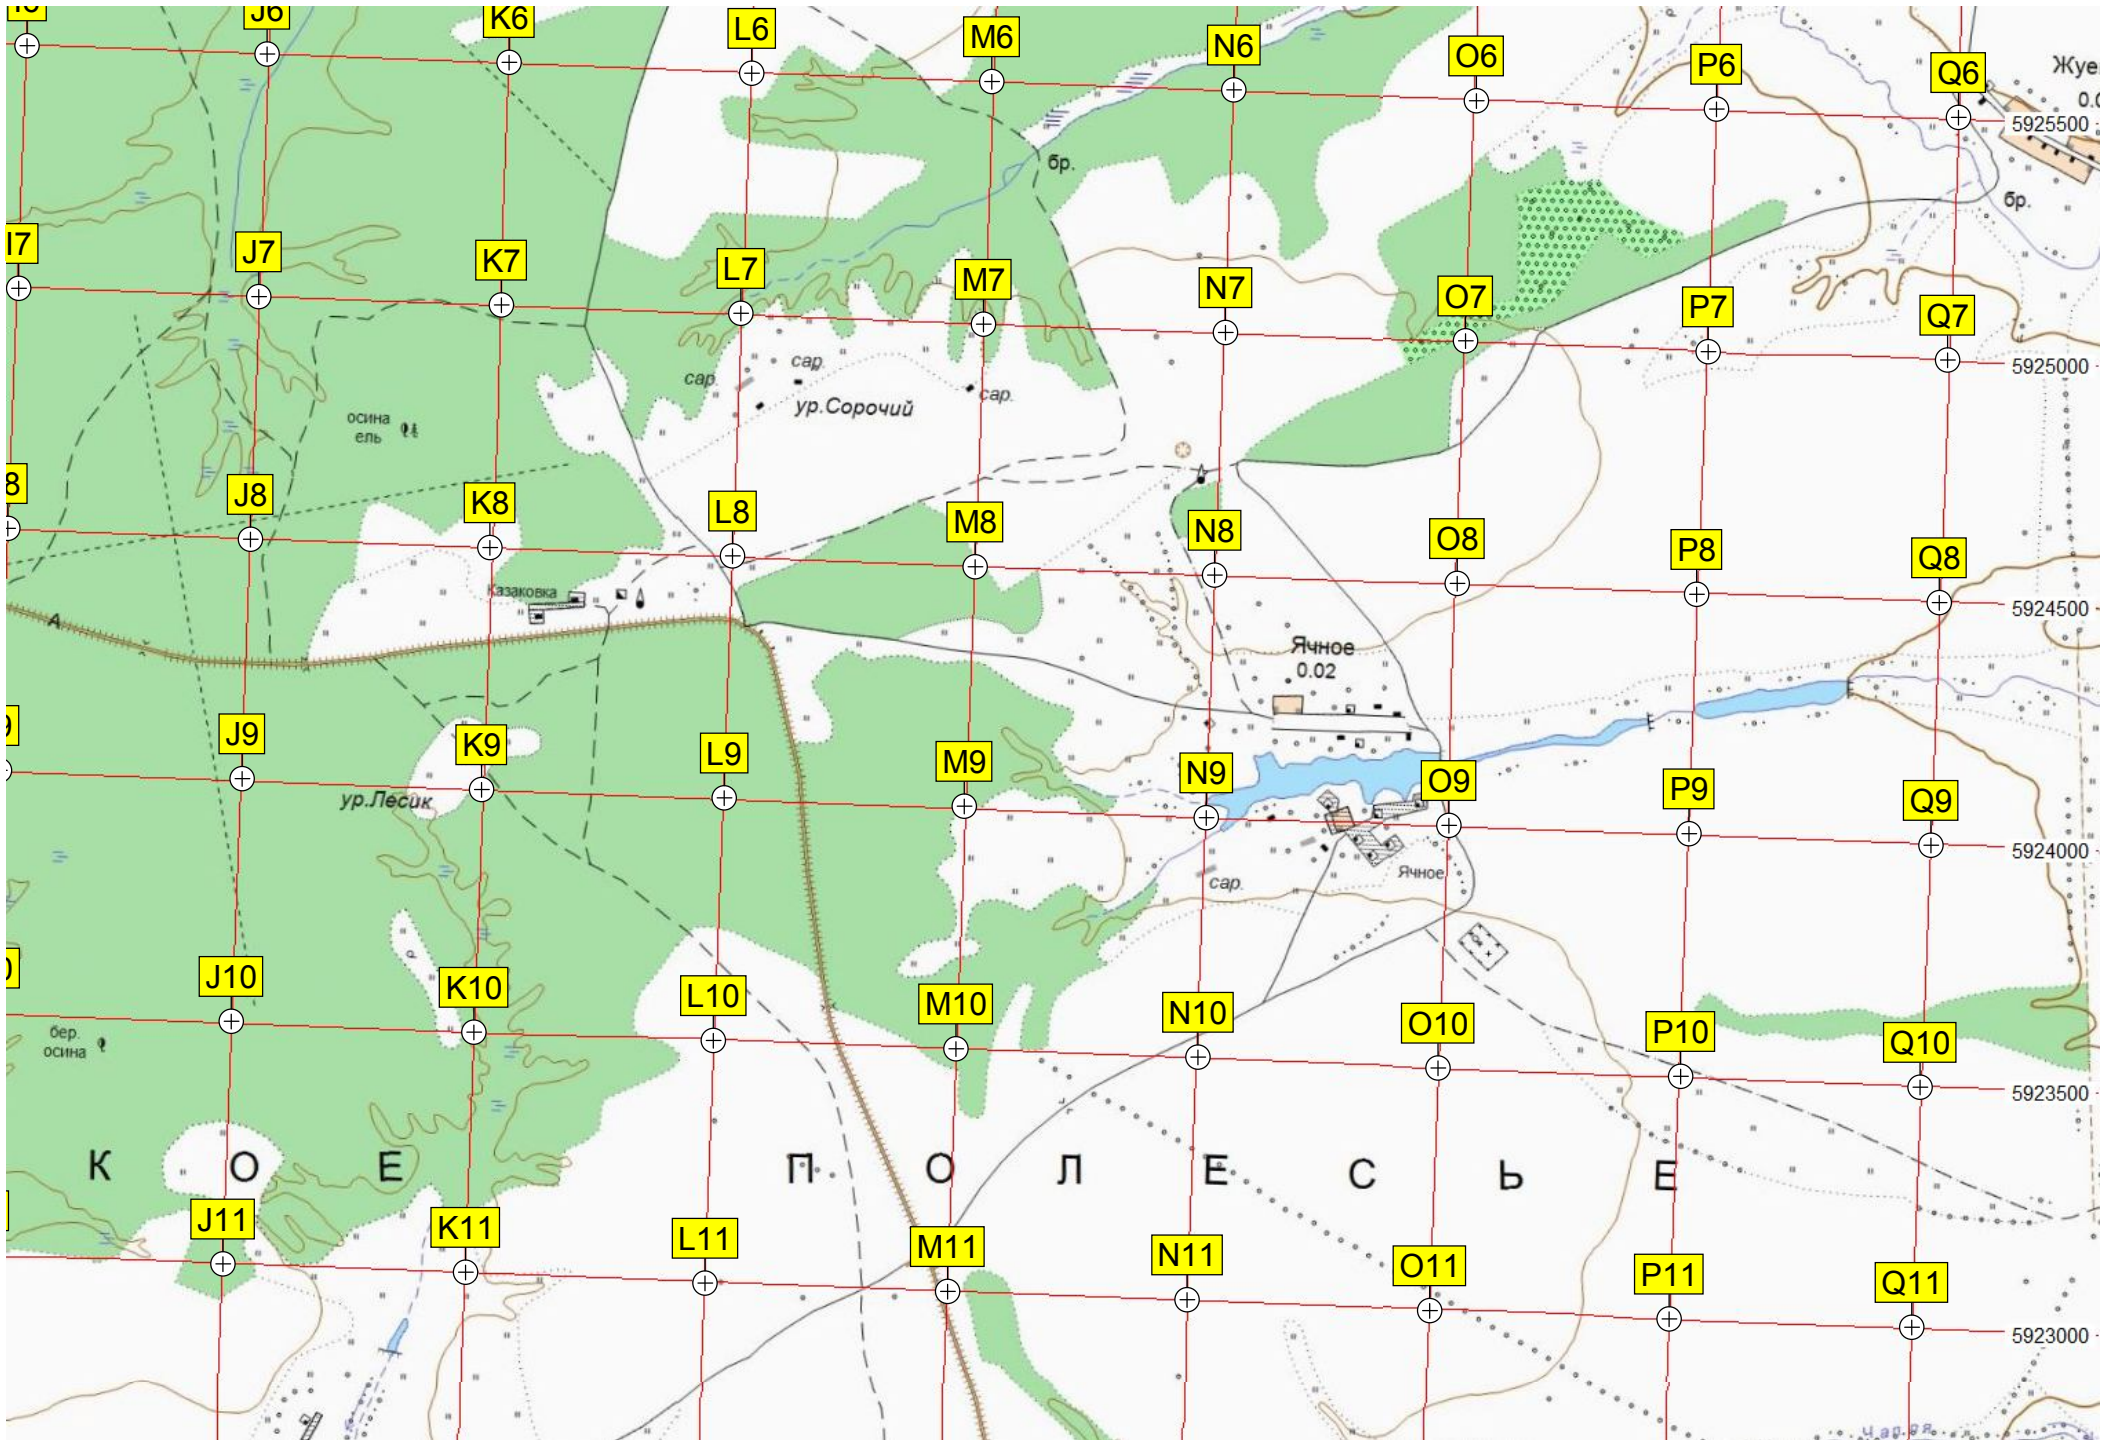 J6
K6
L6
M6
N6
O6
P6
Q6
Жуе
0.0
5925500
бр.
бр.
I7
J7
K7
L7
M7
N7
O7
P7
Q7
5925000
сар.
сар.
сар.
ур.Сорочий
осина
ель
8
J8
K8
L8
M8
N8
O8
P8
Q8
5924500
Казаковка
А
Ячное
0.02
9
J9
K9
L9
M9
N9
O9
P9
Q9
ур.Лесик
5924000
Ячное
сар.
р
0
J10
K10
L10
M10
N10
O10
P10
Q10
бер.
осина
5923500
К О Е П О Л Е С Ь Е
J11
K11
L11
M11
N11
O11
P11
Q11
5923000